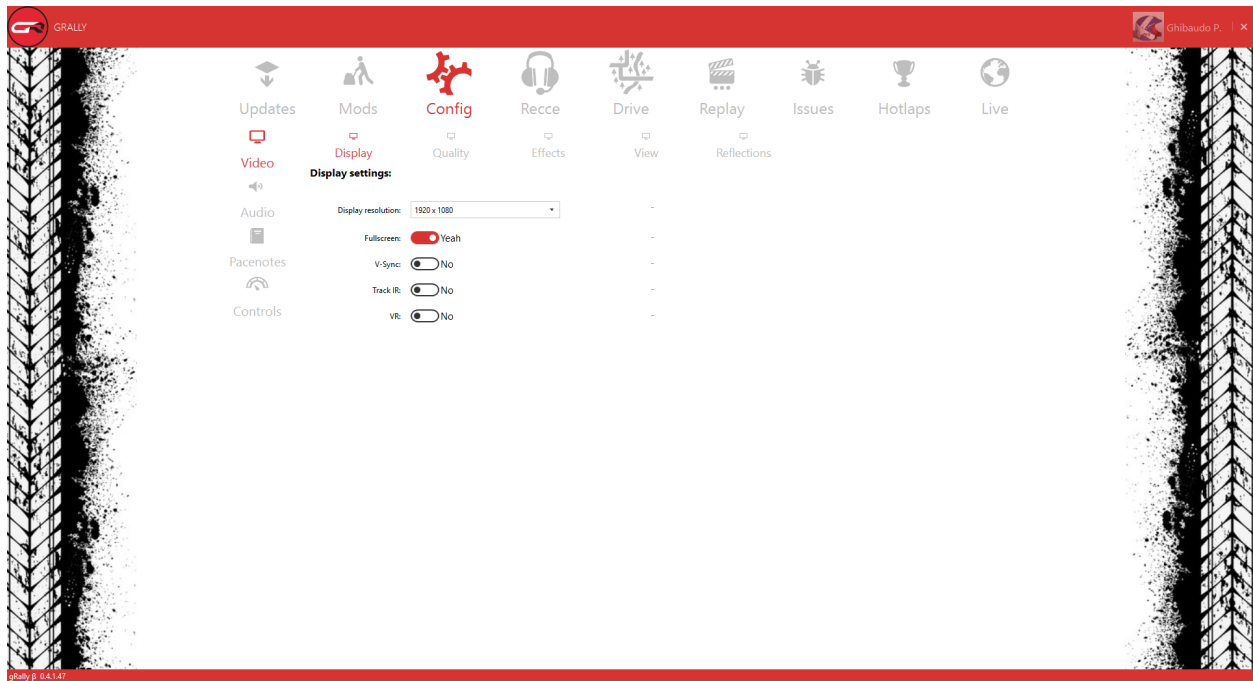 GRALLY
Ghibaudo P.
Updates Mods Config Recce Drive Replay Issues Hotlaps Live
Display Quality Effects View Reflections
Video
Audio
Pacenotes
Controls
Display settings:
Display resolution: 1920 x 1080 -
Fullscreen: Yeah -
V-Sync: No -
Track IR: No -
VR: No -
gRally β 0.4.1.47